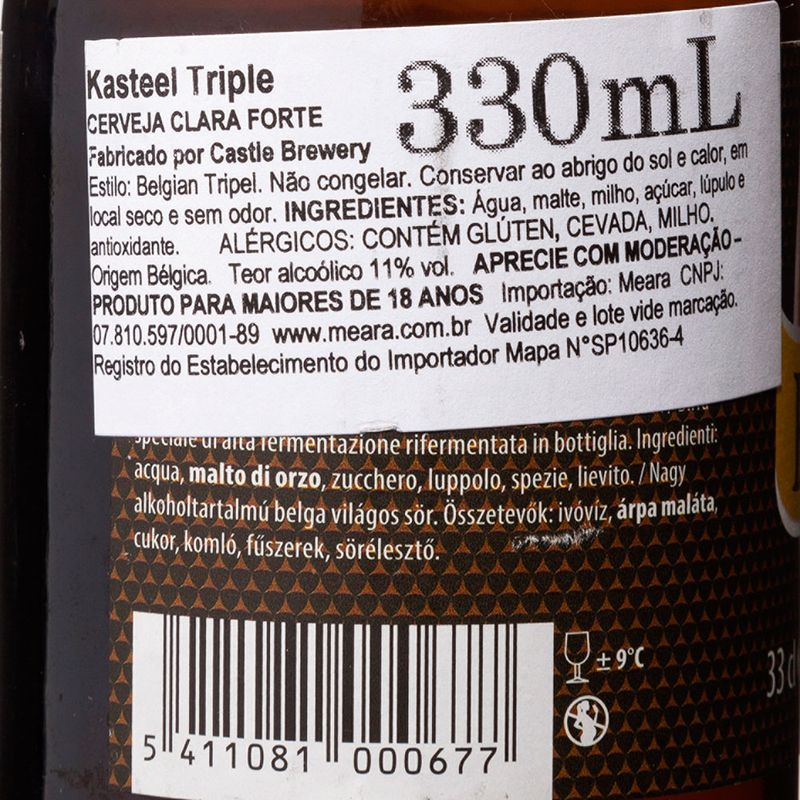 Kasteel Triple
330 mL
CERVEJA CLARA FORTE
Fabricado por Castle Brewery
Estilo: Belgian Tripel. Não congelar. Conservar ao abrigo do sol e calor, em
local seco e sem odor. INGREDIENTES: Água, malte, milho, açúcar, lúpulo e
antioxidante. ALÉRGICOS: CONTÉM GLÚTEN, CEVADA, MILHO.
Origem Bélgica. Teor alcoólico 11% vol. APRECIE COM MODERAÇÃO-
PRODUTO PARA MAIORES DE 18 ANOS Importação: Meara CNPJ:
07.810.597/0001-89 www.meara.com.br Validade e lote vide marcação.
Registro do Estabelecimento do Importador Mapa N°SP10636-4
speciale di alta fermentazione rifermentata in bottiglia. Ingredienti:
acqua, malto di orzo, zucchero, luppolo, spezie, lievito. / Nagy
alkoholtartalmú belga világos sör. Összetevők: ivóvíz, árpa maláta,
cukor, komló, fűszerek, sörélesztő.
± 9°C
33 cl
5 411081 000677